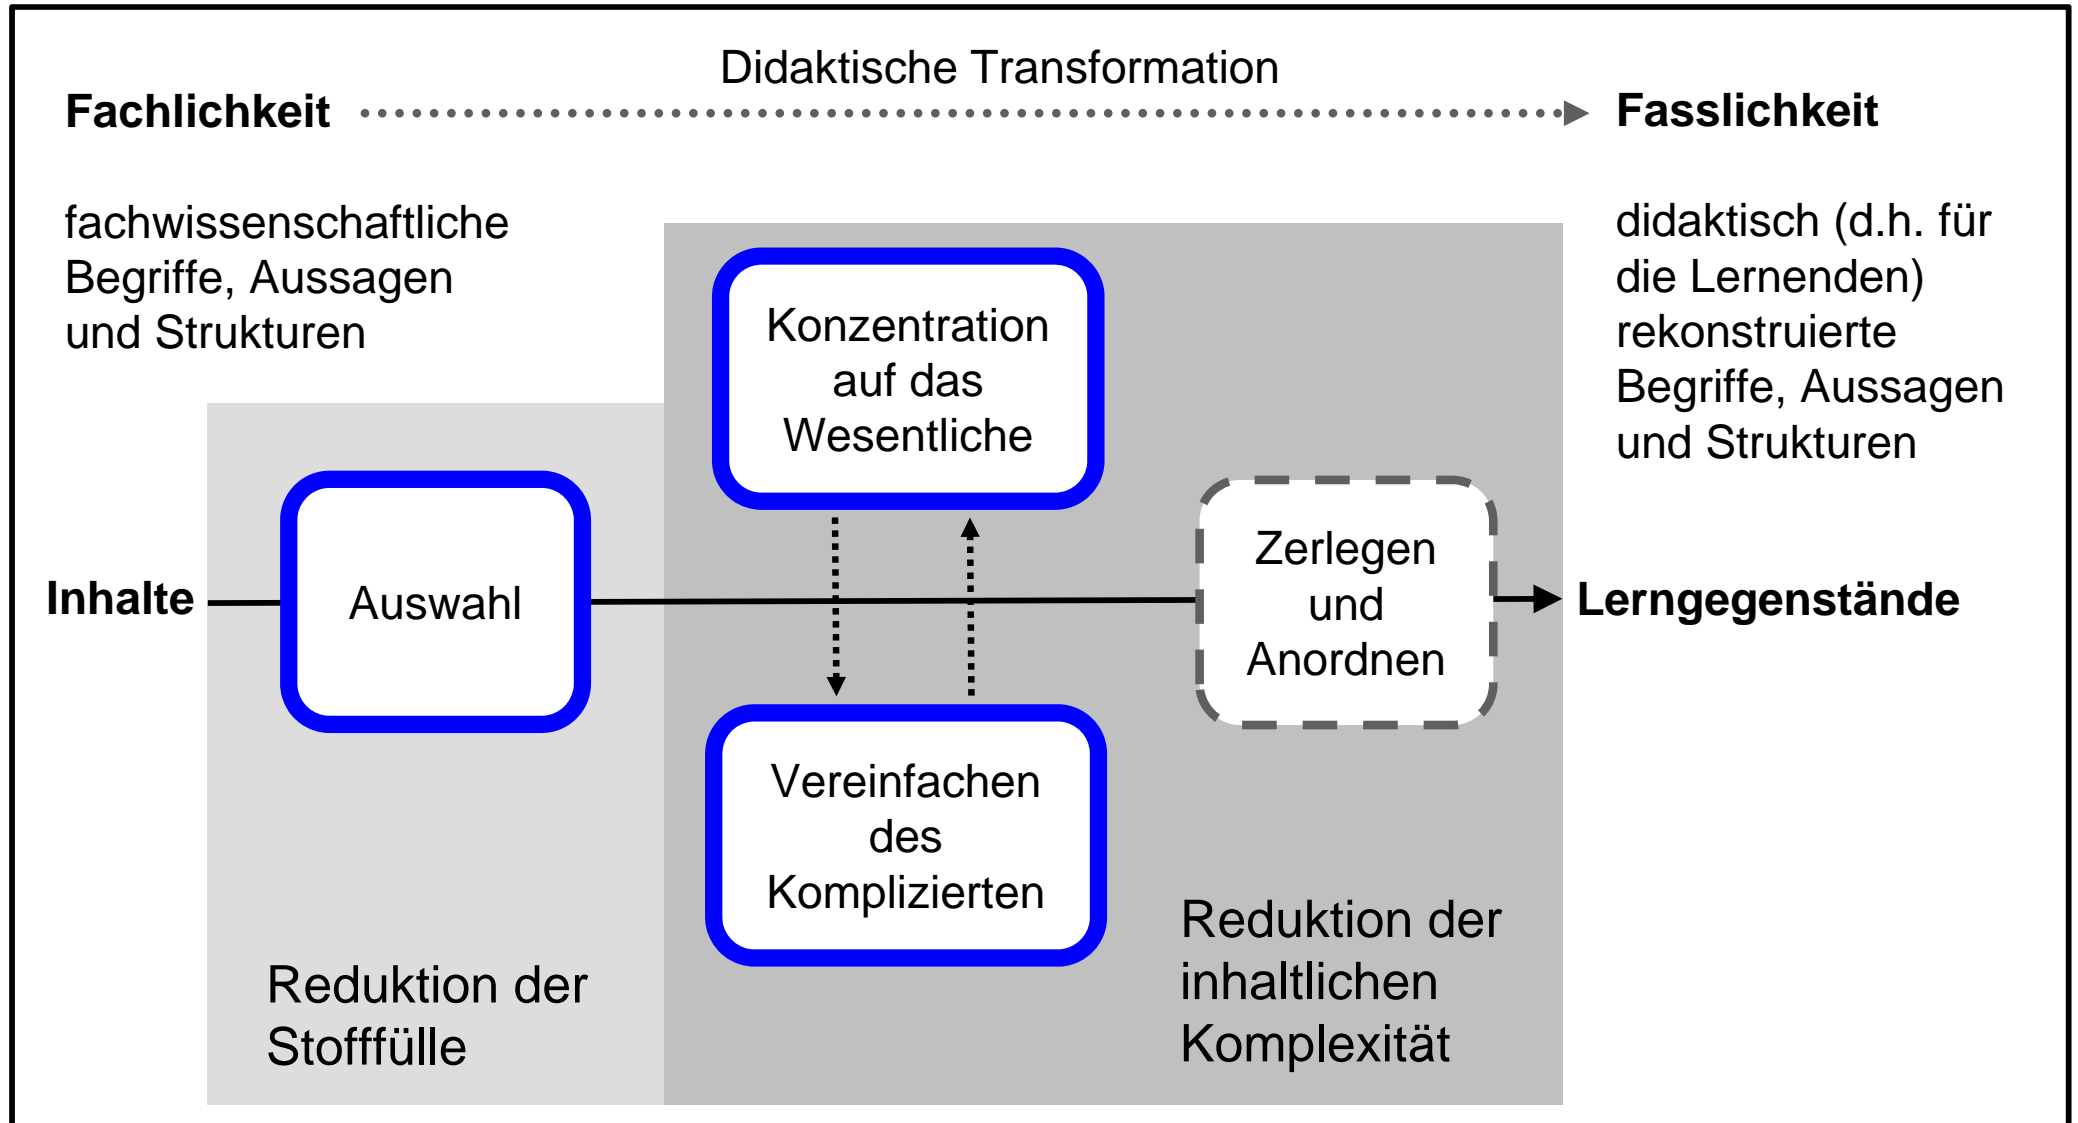 Didaktische Transformation
Fachlichkeit
Fasslichkeit
fachwissenschaftliche
Begriffe, Aussagen
und Strukturen
didaktisch (d.h. für
die Lernenden)
rekonstruierte
Begriffe, Aussagen
und Strukturen
Konzentration
auf das
Wesentliche
Inhalte
Auswahl
Zerlegen
und
Anordnen
Lerngegenstände
Vereinfachen
des
Komplizierten
Reduktion der
Stofffülle
Reduktion der
inhaltlichen
Komplexität